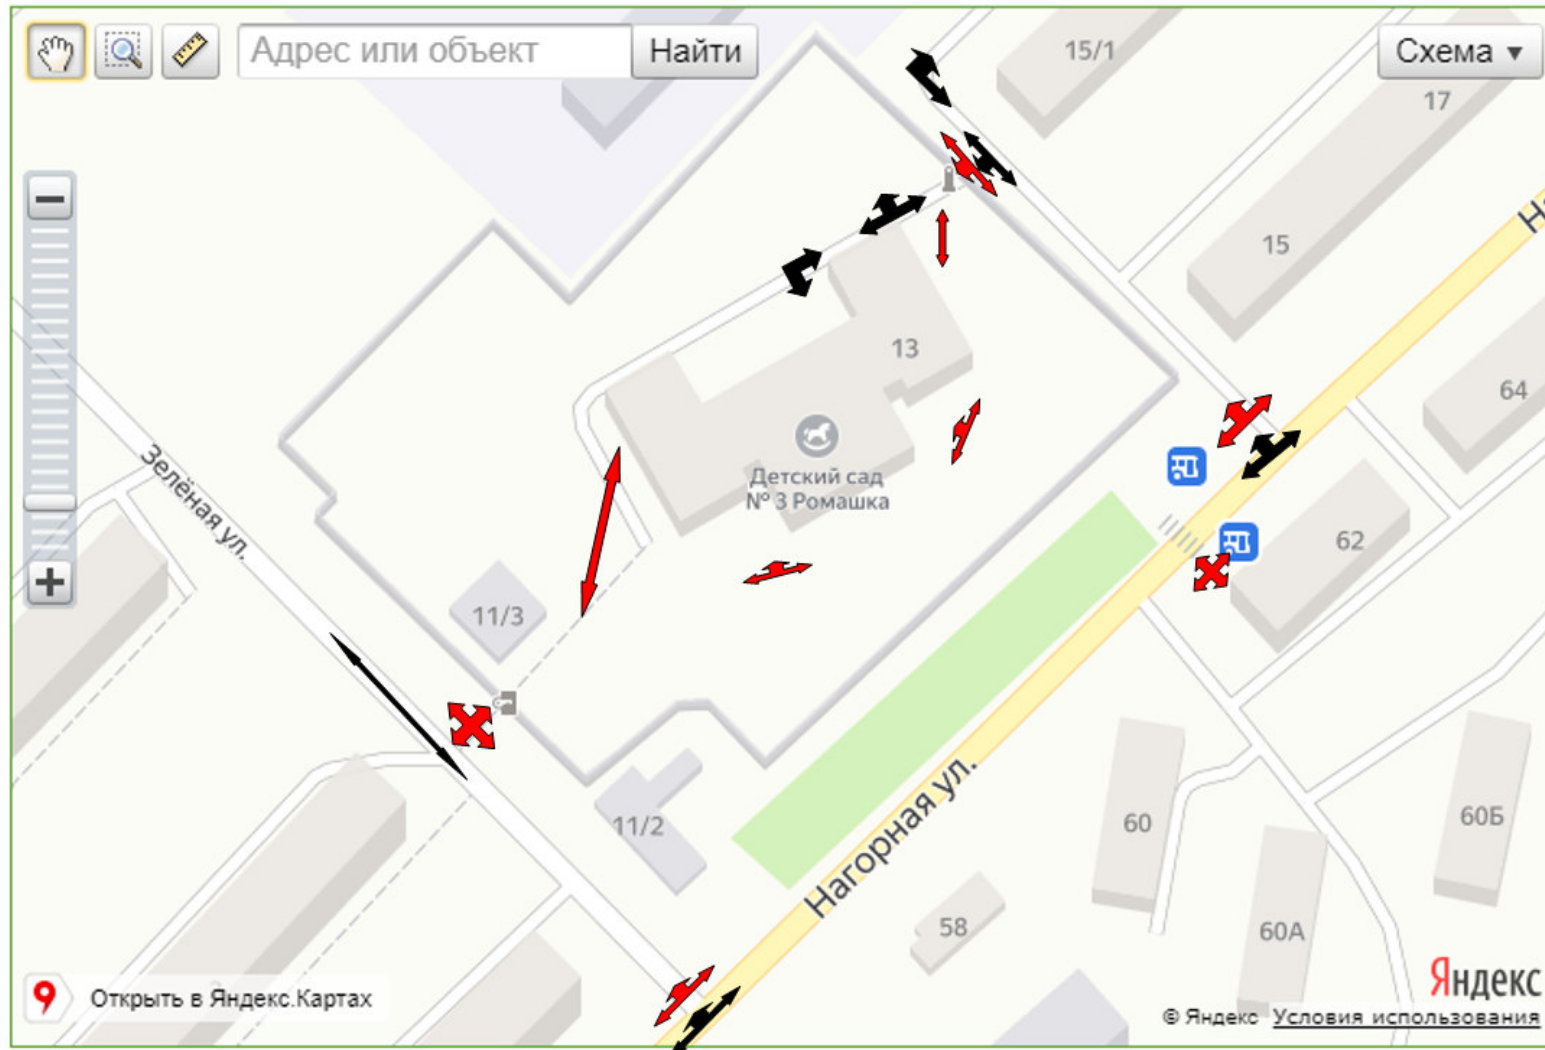 Адрес или объект
Найти
Схема
15/1
17
На
15
13
64
Детский сад
№ 3 Ромашка
Зелёная ул.
62
11/3
11/2
Нагорная ул.
60
60Б
58
60А
Открыть в Яндекс.Картах
Яндекс
© Яндекс Условия использования